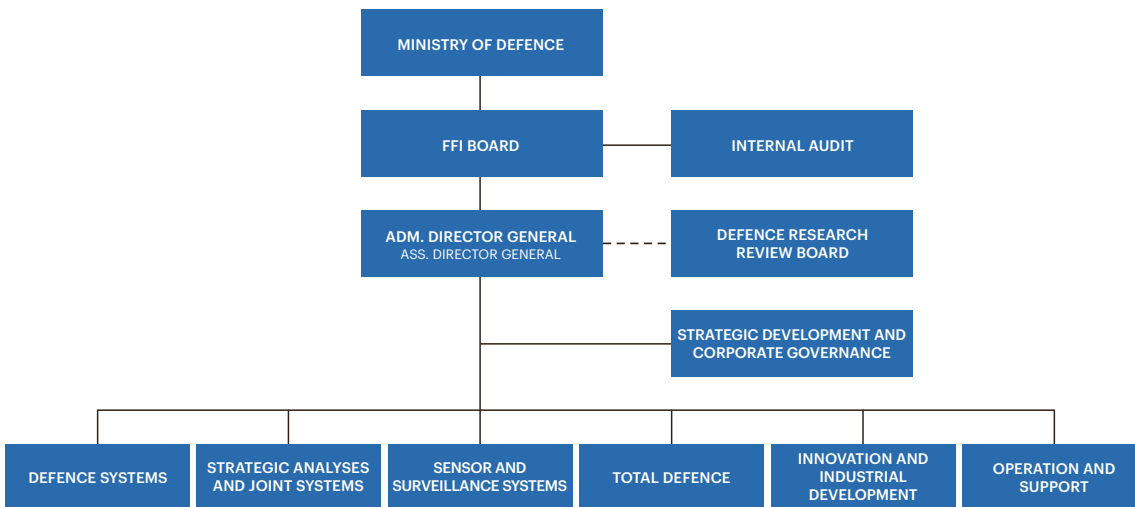 MINISTRY OF DEFENCE
FFI BOARD
INTERNAL AUDIT
ADM. DIRECTOR GENERAL
ASS. DIRECTOR GENERAL
DEFENCE RESEARCH
REVIEW BOARD
STRATEGIC DEVELOPMENT AND
CORPORATE GOVERNANCE
DEFENCE SYSTEMS
STRATEGIC ANALYSES
AND JOINT SYSTEMS
SENSOR AND
SURVEILLANCE SYSTEMS
TOTAL DEFENCE
INNOVATION AND
INDUSTRIAL
DEVELOPMENT
OPERATION AND
SUPPORT